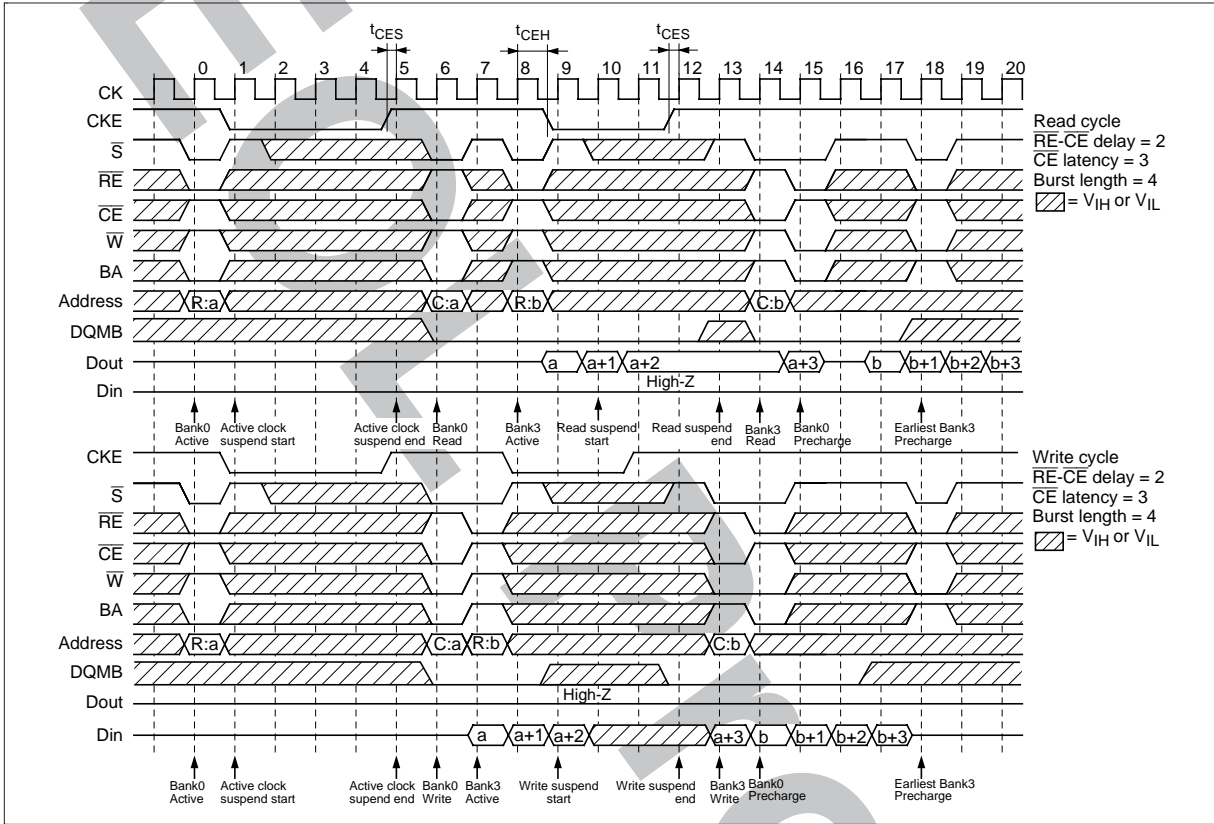 tCES
tCEH
tCES
0 1 2 3 4 5 6 7 8 9 10 11 12 13 14 15 16 17 18 19 20
CK
CKE
S
RE
CE
W
BA
Address R:a C:a R:b C:b
DQMB
Dout a a+1 a+2 a+3 b b+1 b+2 b+3
High-Z
Din
Bank0 Active
Active clock suspend start
Active clock suspend end
Bank0 Read
Bank3 Active
Read suspend start
Read suspend end
Bank3 Read
Bank0 Precharge
Earliest Bank3 Precharge
Read cycle
RE-CE delay = 2
CE latency = 3
Burst length = 4
= VIH or VIL
CKE
S
RE
CE
W
BA
Address R:a C:a R:b C:b
DQMB
High-Z
Dout
Din a a+1 a+2 a+3 b b+1 b+2 b+3
Bank0 Active
Active clock suspend start
Active clock supend end
Bank0 Write
Bank3 Active
Write suspend start
Write suspend end
Bank3 Write
Bank0 Precharge
Earliest Bank3 Precharge
Write cycle
RE-CE delay = 2
CE latency = 3
Burst length = 4
= VIH or VIL